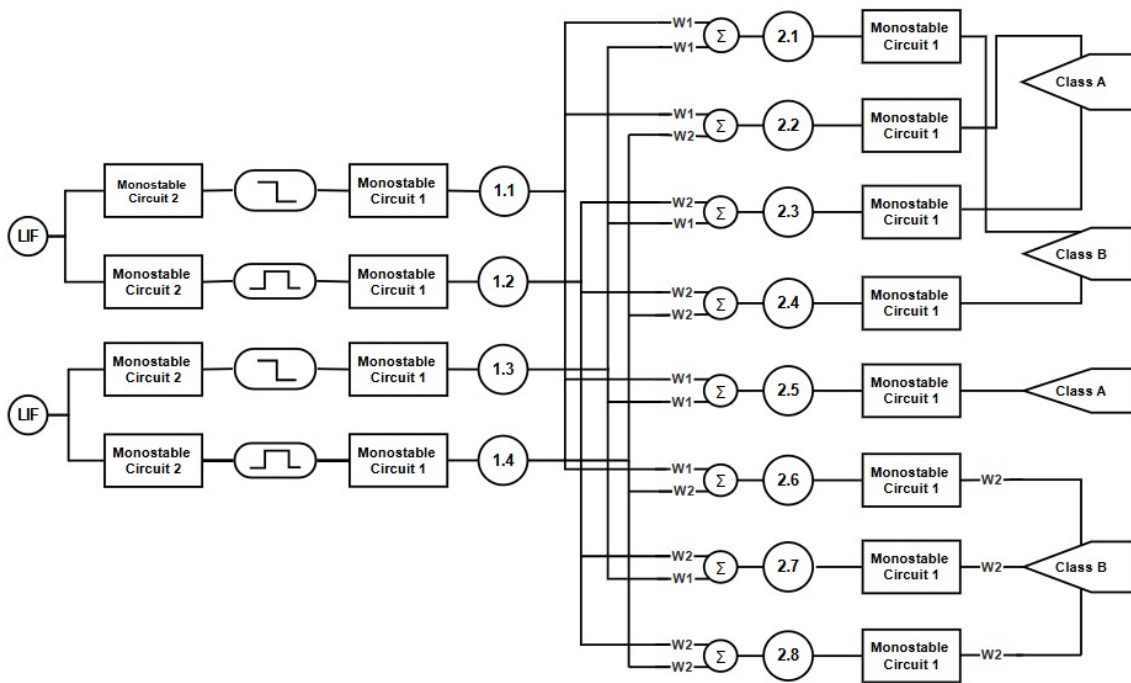 W1
W1
Σ
2.1
Monostable
Circuit 1
Class A
W1
W2
Σ
2.2
Monostable
Circuit 1
LIF
Monostable
Circuit 2
Monostable
Circuit 1
1.1
W2
W1
Σ
2.3
Monostable
Circuit 1
Class B
Monostable
Circuit 2
Monostable
Circuit 1
1.2
W2
W2
Σ
2.4
Monostable
Circuit 1
LIF
Monostable
Circuit 2
Monostable
Circuit 1
1.3
W1
W1
Σ
2.5
Monostable
Circuit 1
Class A
Monostable
Circuit 2
Monostable
Circuit 1
1.4
W1
W2
Σ
2.6
Monostable
Circuit 1
W2
W2
W1
Σ
2.7
Monostable
Circuit 1
W2
Class B
W2
W2
Σ
2.8
Monostable
Circuit 1
W2